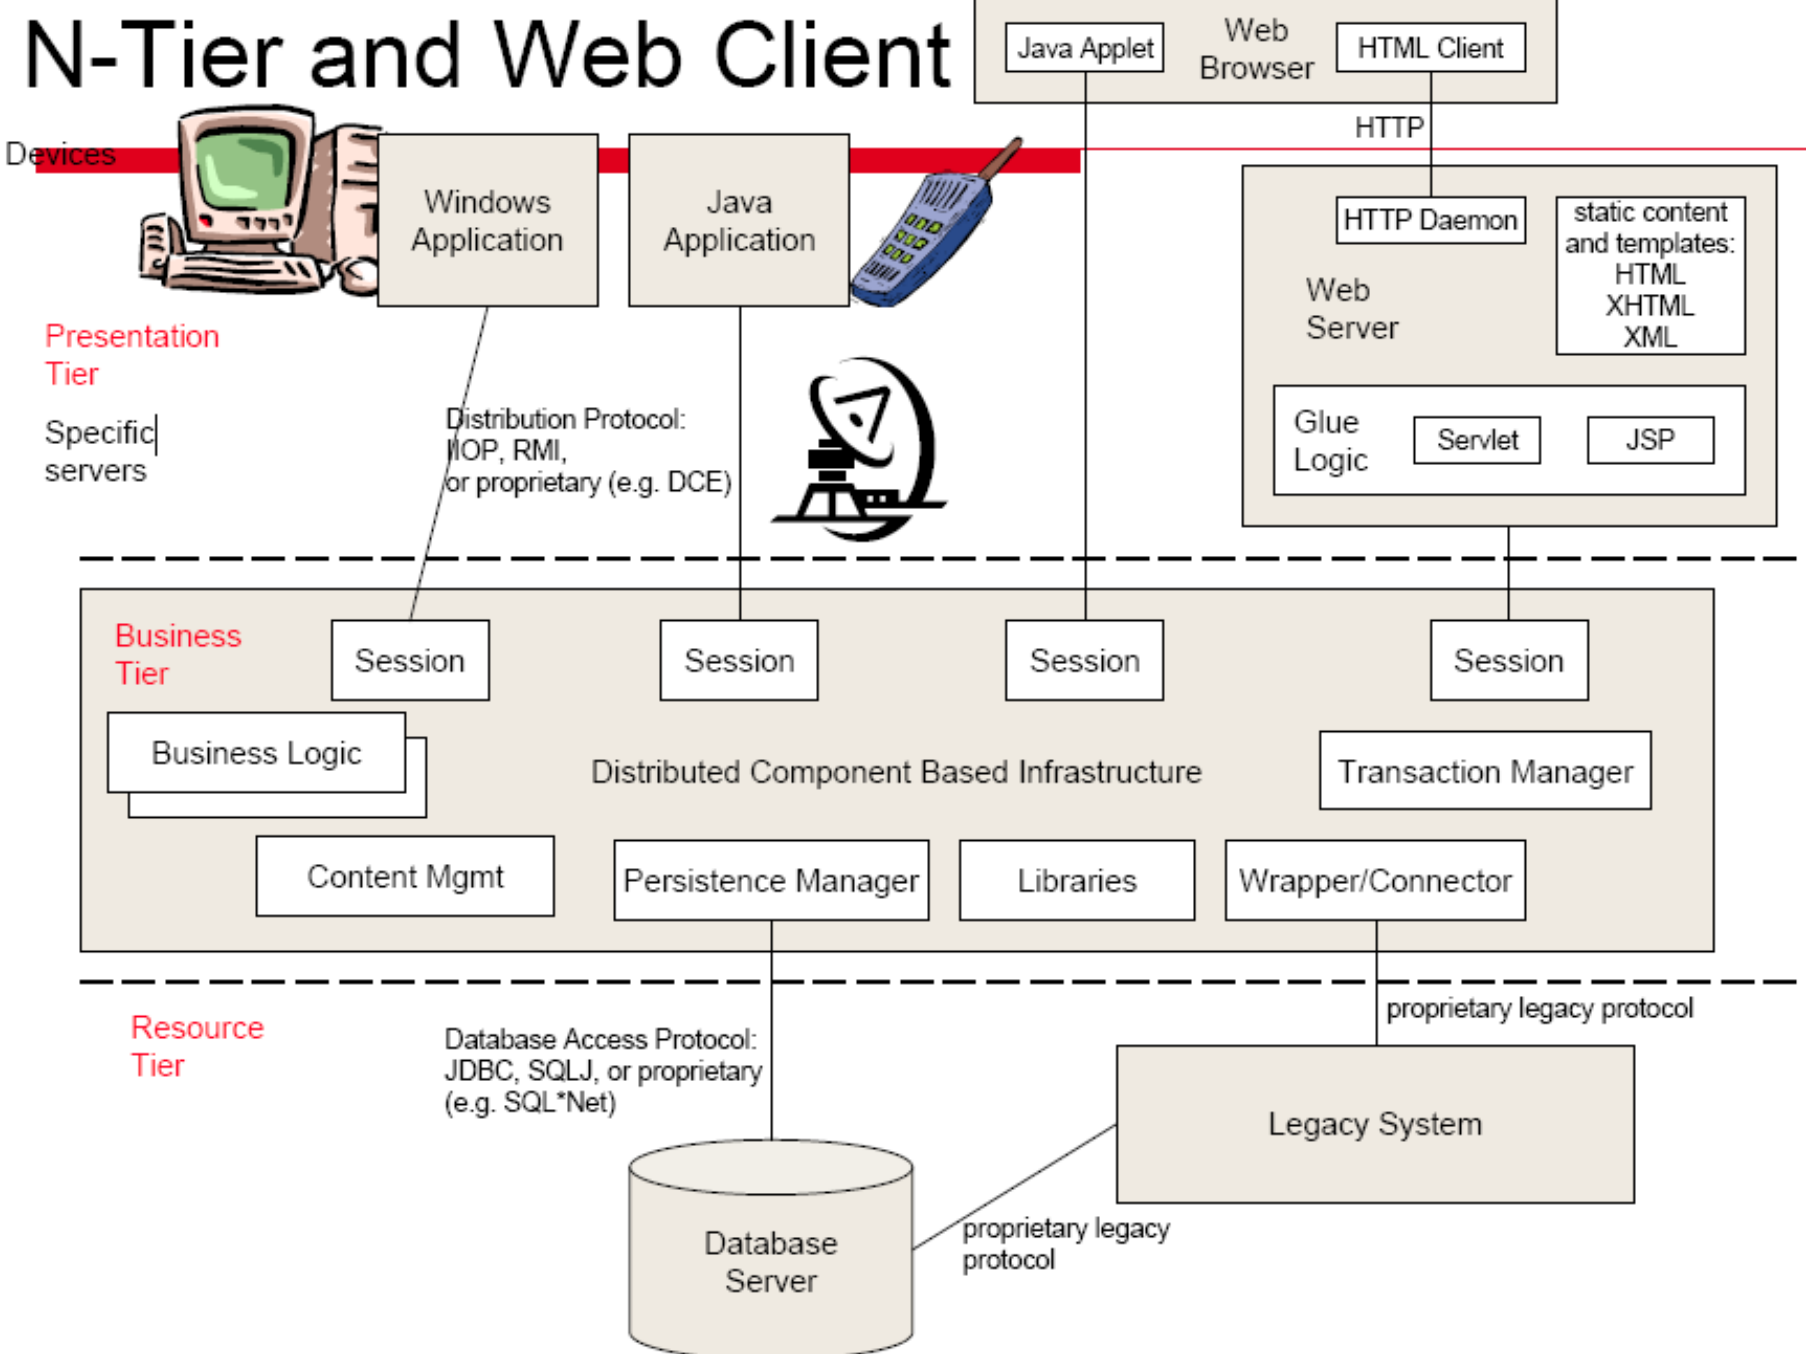 N-Tier and Web Client
Java Applet
Web
Browser
HTML Client
HTTP
Devices
Windows
Application
Java
Application
HTTP Daemon
static content
and templates:
HTML
XHTML
XML
Web
Server
Presentation
Tier
Specific
servers
Distribution Protocol:
IIOP, RMI,
or proprietary (e.g. DCE)
Glue
Logic
Servlet
JSP
Business
Tier
Session
Session
Session
Session
Business Logic
Distributed Component Based Infrastructure
Transaction Manager
Content Mgmt
Persistence Manager
Libraries
Wrapper/Connector
Resource
Tier
Database Access Protocol:
JDBC, SQLJ, or proprietary
(e.g. SQL*Net)
proprietary legacy protocol
Legacy System
Database
Server
proprietary legacy
protocol